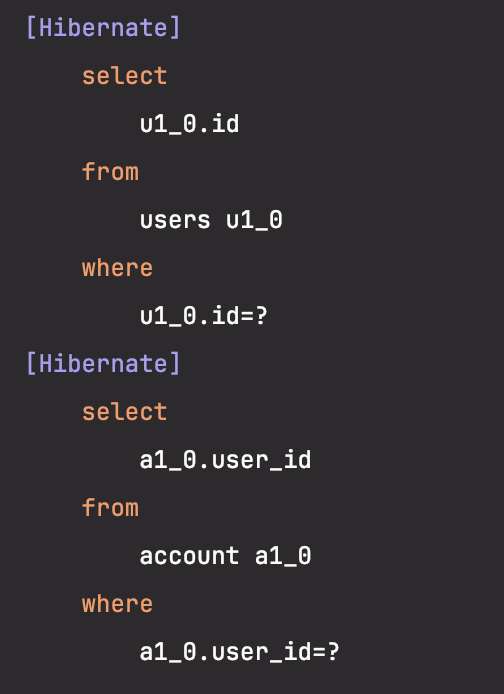 [Hibernate]
select
u1_0.id
from
users u1_0
where
u1_0.id=?
[Hibernate]
select
a1_0.user_id
from
account a1_0
where
a1_0.user_id=?